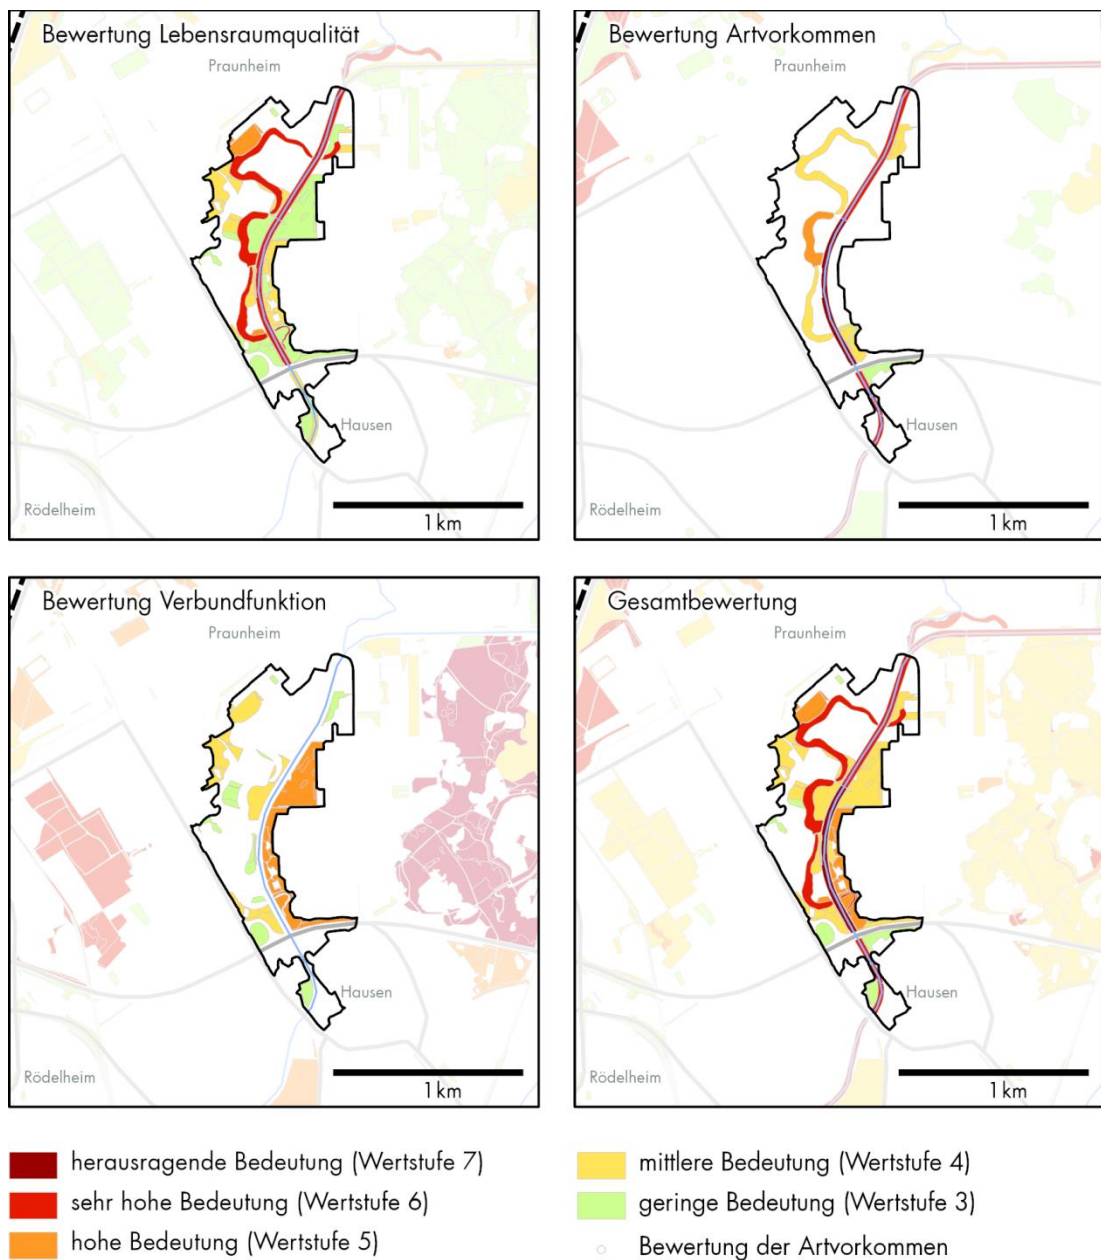 Bewertung Lebensraumqualität
Praunheim
Hausen
Rödelheim
1 km
Bewertung Artvorkommen
Praunheim
Hausen
Rödelheim
1 km
Bewertung Verbundfunktion
Praunheim
Hausen
Rödelheim
1 km
Gesamtbewertung
Praunheim
Hausen
Rödelheim
1 km
herausragende Bedeutung (Wertstufe 7)
sehr hohe Bedeutung (Wertstufe 6)
hohe Bedeutung (Wertstufe 5)
mittlere Bedeutung (Wertstufe 4)
geringe Bedeutung (Wertstufe 3)
Bewertung der Artvorkommen